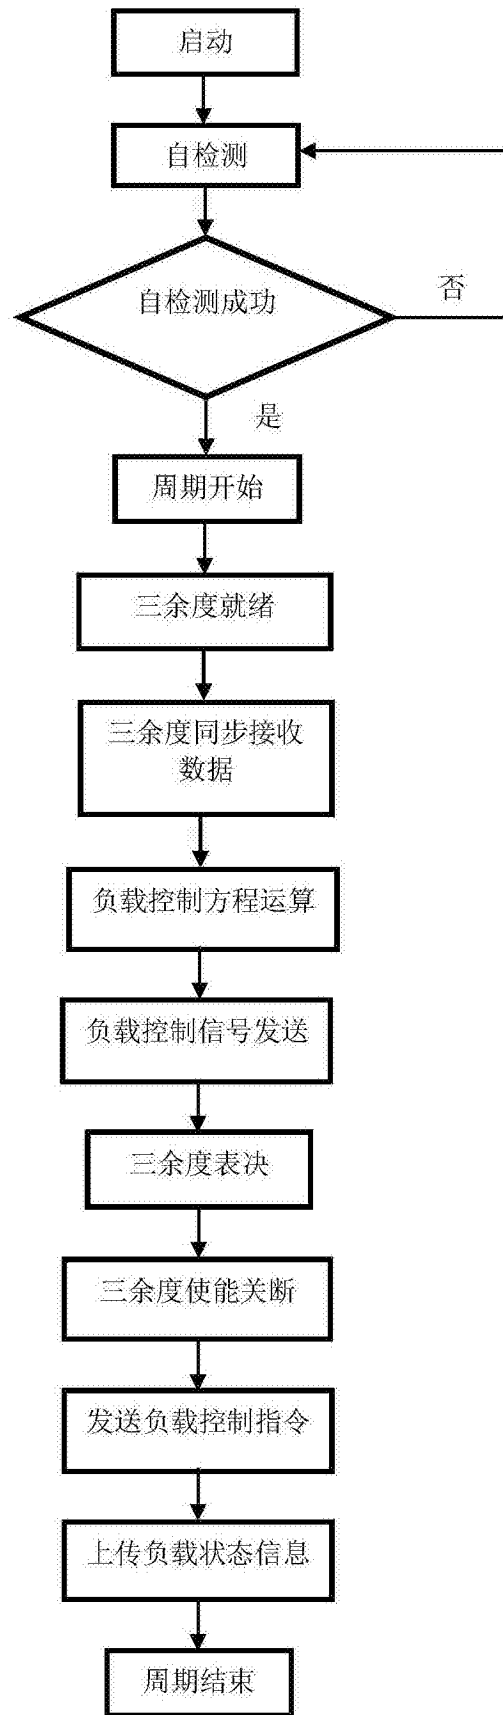 启动
自检测
自检测成功
否
是
周期开始
三余度就绪
三余度同步接收
数据
负载控制方程运算
负载控制信号发送
三余度表决
三余度使能关断
发送负载控制指令
上传负载状态信息
周期结束